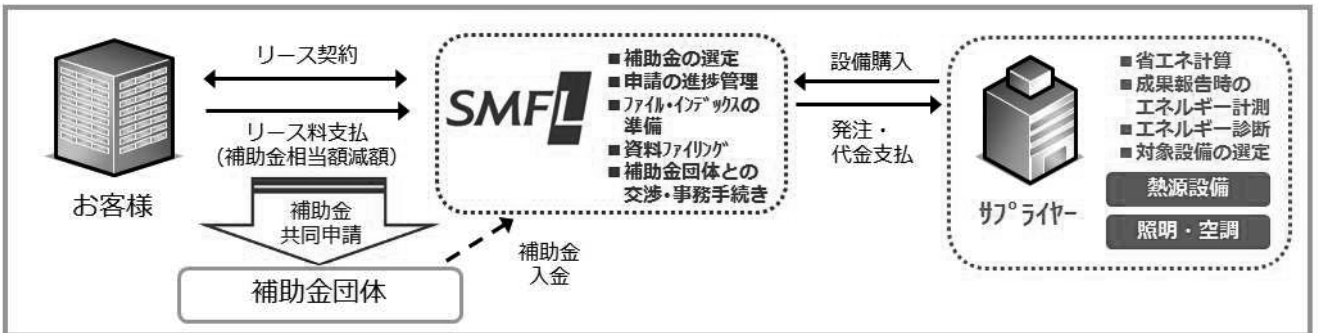 お客様
リース契約
リース料支払
(補助金相当額減額)
補助金
共同申請
補助金団体
補助金
入金
SMFL
■補助金の選定
■申請の進捗管理
■ファイル・インデックスの
準備
■資料ファイリング
■補助金団体との
交渉・事務手続き
設備購入
発注・
代金支払
サプライヤー
■省エネ計算
■成果報告時の
エネルギー計測
■エネルギー診断
■対象設備の選定
熱源設備
照明・空調